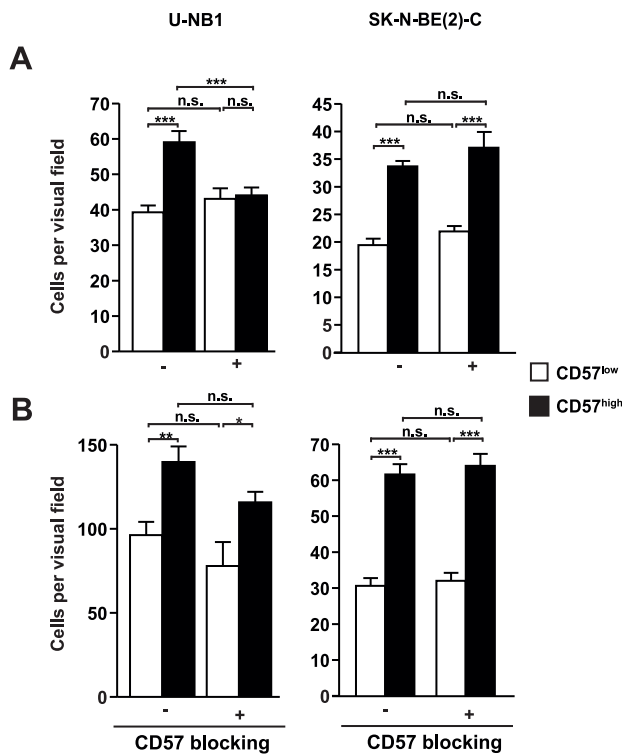 U-NB1 SK-N-BE(2)-C
A
***
n.s. n.s.
***
70
60
50
40
30
20
10
0
Cells per visual field
- +
n.s.
n.s. ***
***
45
40
35
30
25
20
15
10
5
0
- +
CD57low
CD57high
B
n.s.
n.s. *
**
150
100
50
0
Cells per visual field
- +
CD57 blocking
n.s.
n.s. ***
***
70
60
50
40
30
20
10
0
- +
CD57 blocking